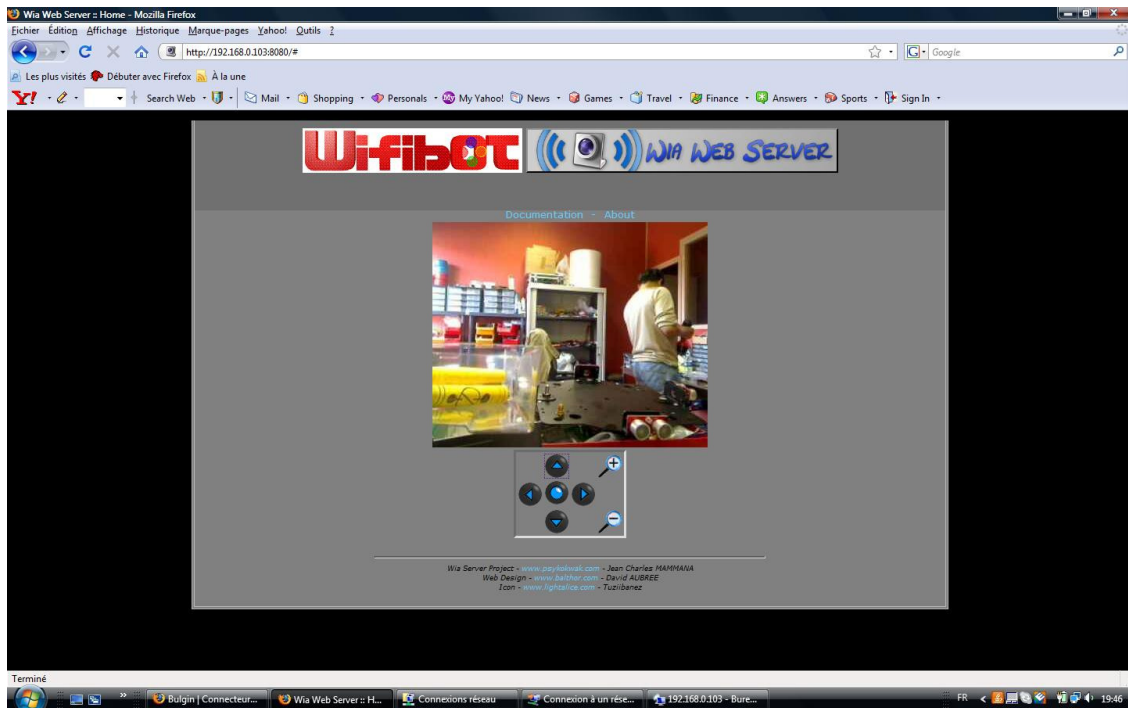 Wia Web Server :: Home - Mozilla Firefox
Eichier Édition Affichage Historique Marque-pages Yahoo! Outils ?
http://192.168.0.103:8080/#
Google
Les plus visités Débuter avec Firefox À la une
Y! Search Web Mail Shopping Personals My Yahoo! News Games Travel Finance Answers Sports Sign In
Wifibot WIA WEB SERVER
Documentation - About
Wia Server Project - www.psykokwak.com - Jean Charles MAMMANA
Web Design - www.balthor.com - David AUBREE
Icon - www.lightalice.com - Tuziibanez
Terminé
Bulgin | Connecteur... Wia Web Server :: H... Connexions réseau Connexion à un rése... 192.168.0.103 - Bure... FR 19:46